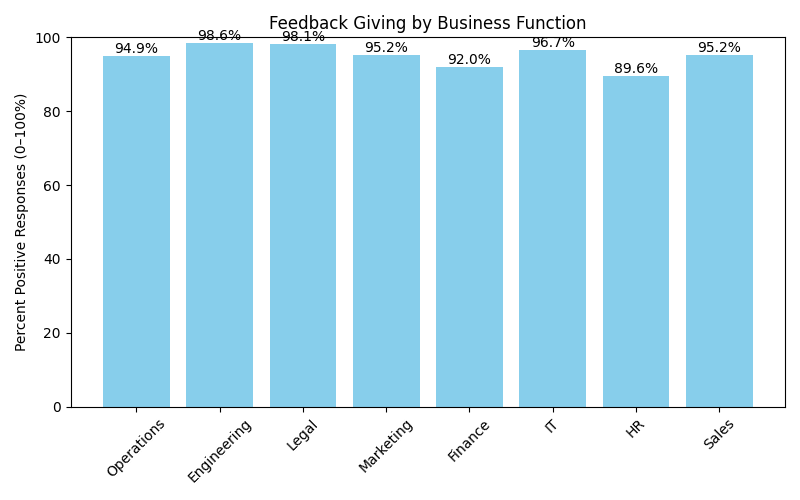 Feedback Giving by Business Function
Percent Positive Responses (0–100%)
100
80
60
40
20
0
94.9%
98.6%
98.1%
95.2%
92.0%
96.7%
89.6%
95.2%
Operations
Engineering
Legal
Marketing
Finance
IT
HR
Sales